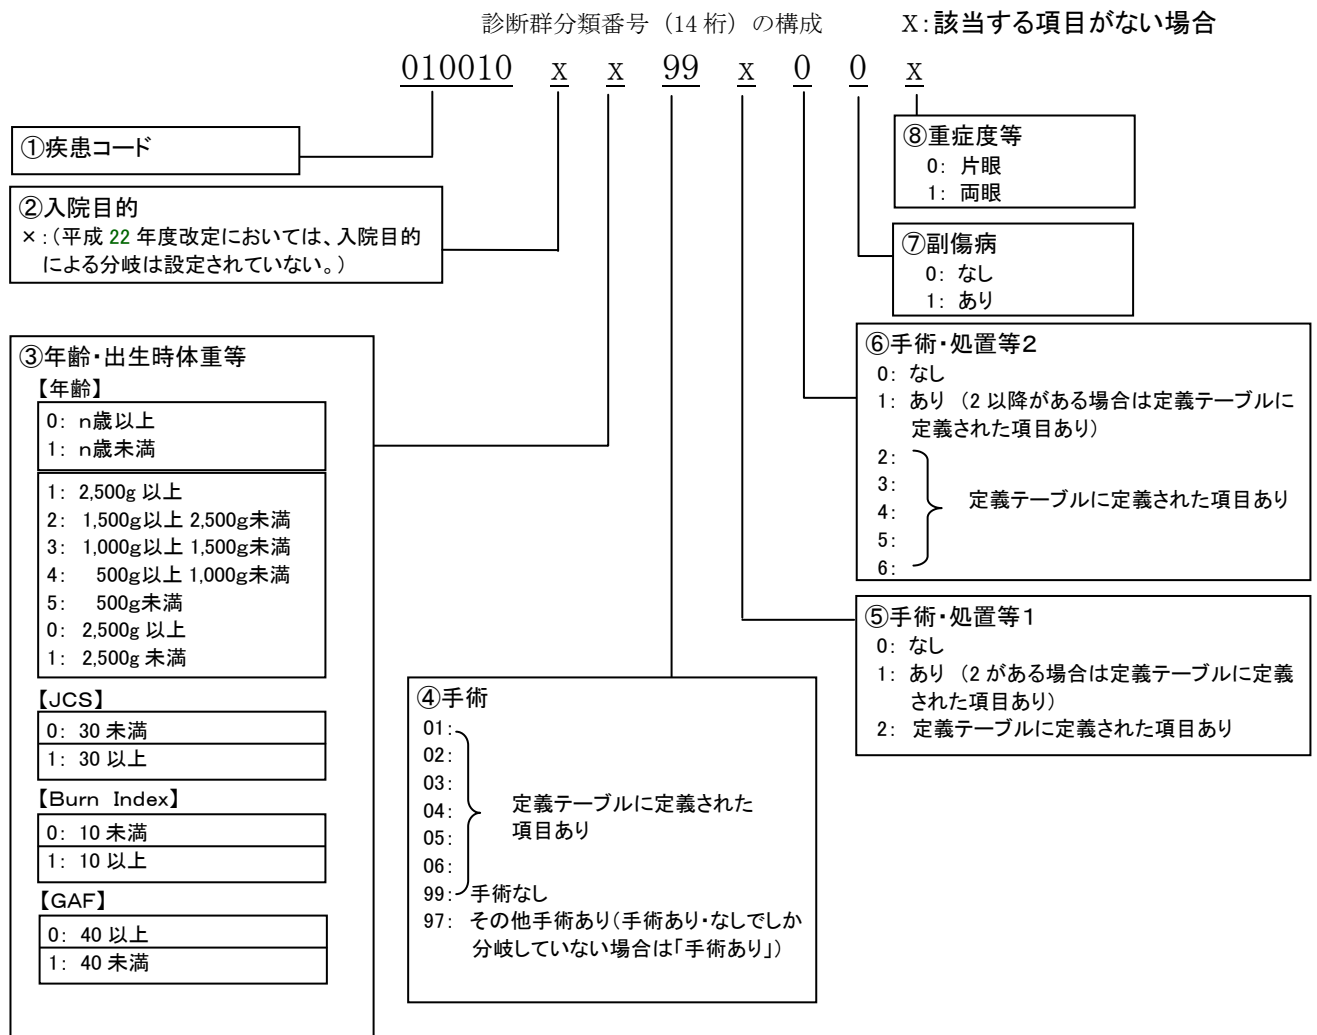 診断群分類番号（14 桁）の構成　X：該当する項目がない場合
010010 x x 99 x 0 0 x
①疾患コード
②入院目的
×：（平成 22 年度改定においては、入院目的
による分岐は設定されていない。）
③年齢・出生時体重等
【年齢】
0： n歳以上
1： n歳未満
1： 2,500g 以上
2： 1,500g以上 2,500g未満
3： 1,000g以上 1,500g未満
4： 500g以上 1,000g未満
5： 500g未満
0： 2,500g 以上
1： 2,500g 未満
【JCS】
0： 30 未満
1： 30 以上
【Burn Index】
0： 10 未満
1： 10 以上
【GAF】
0： 40 以上
1： 40 未満
④手術
01：
02：
03：
04：
05：
06：
定義テーブルに定義された
項目あり
99： 手術なし
97： その他手術あり（手術あり・なしでしか
分岐していない場合は「手術あり」）
⑧重症度等
0： 片眼
1： 両眼
⑦副傷病
0： なし
1： あり
⑥手術・処置等２
0： なし
1： あり （2 以降がある場合は定義テーブルに
定義された項目あり）
2：
3：
4：
5：
6：
定義テーブルに定義された項目あり
⑤手術・処置等１
0： なし
1： あり （2 がある場合は定義テーブルに定義
された項目あり）
2： 定義テーブルに定義された項目あり